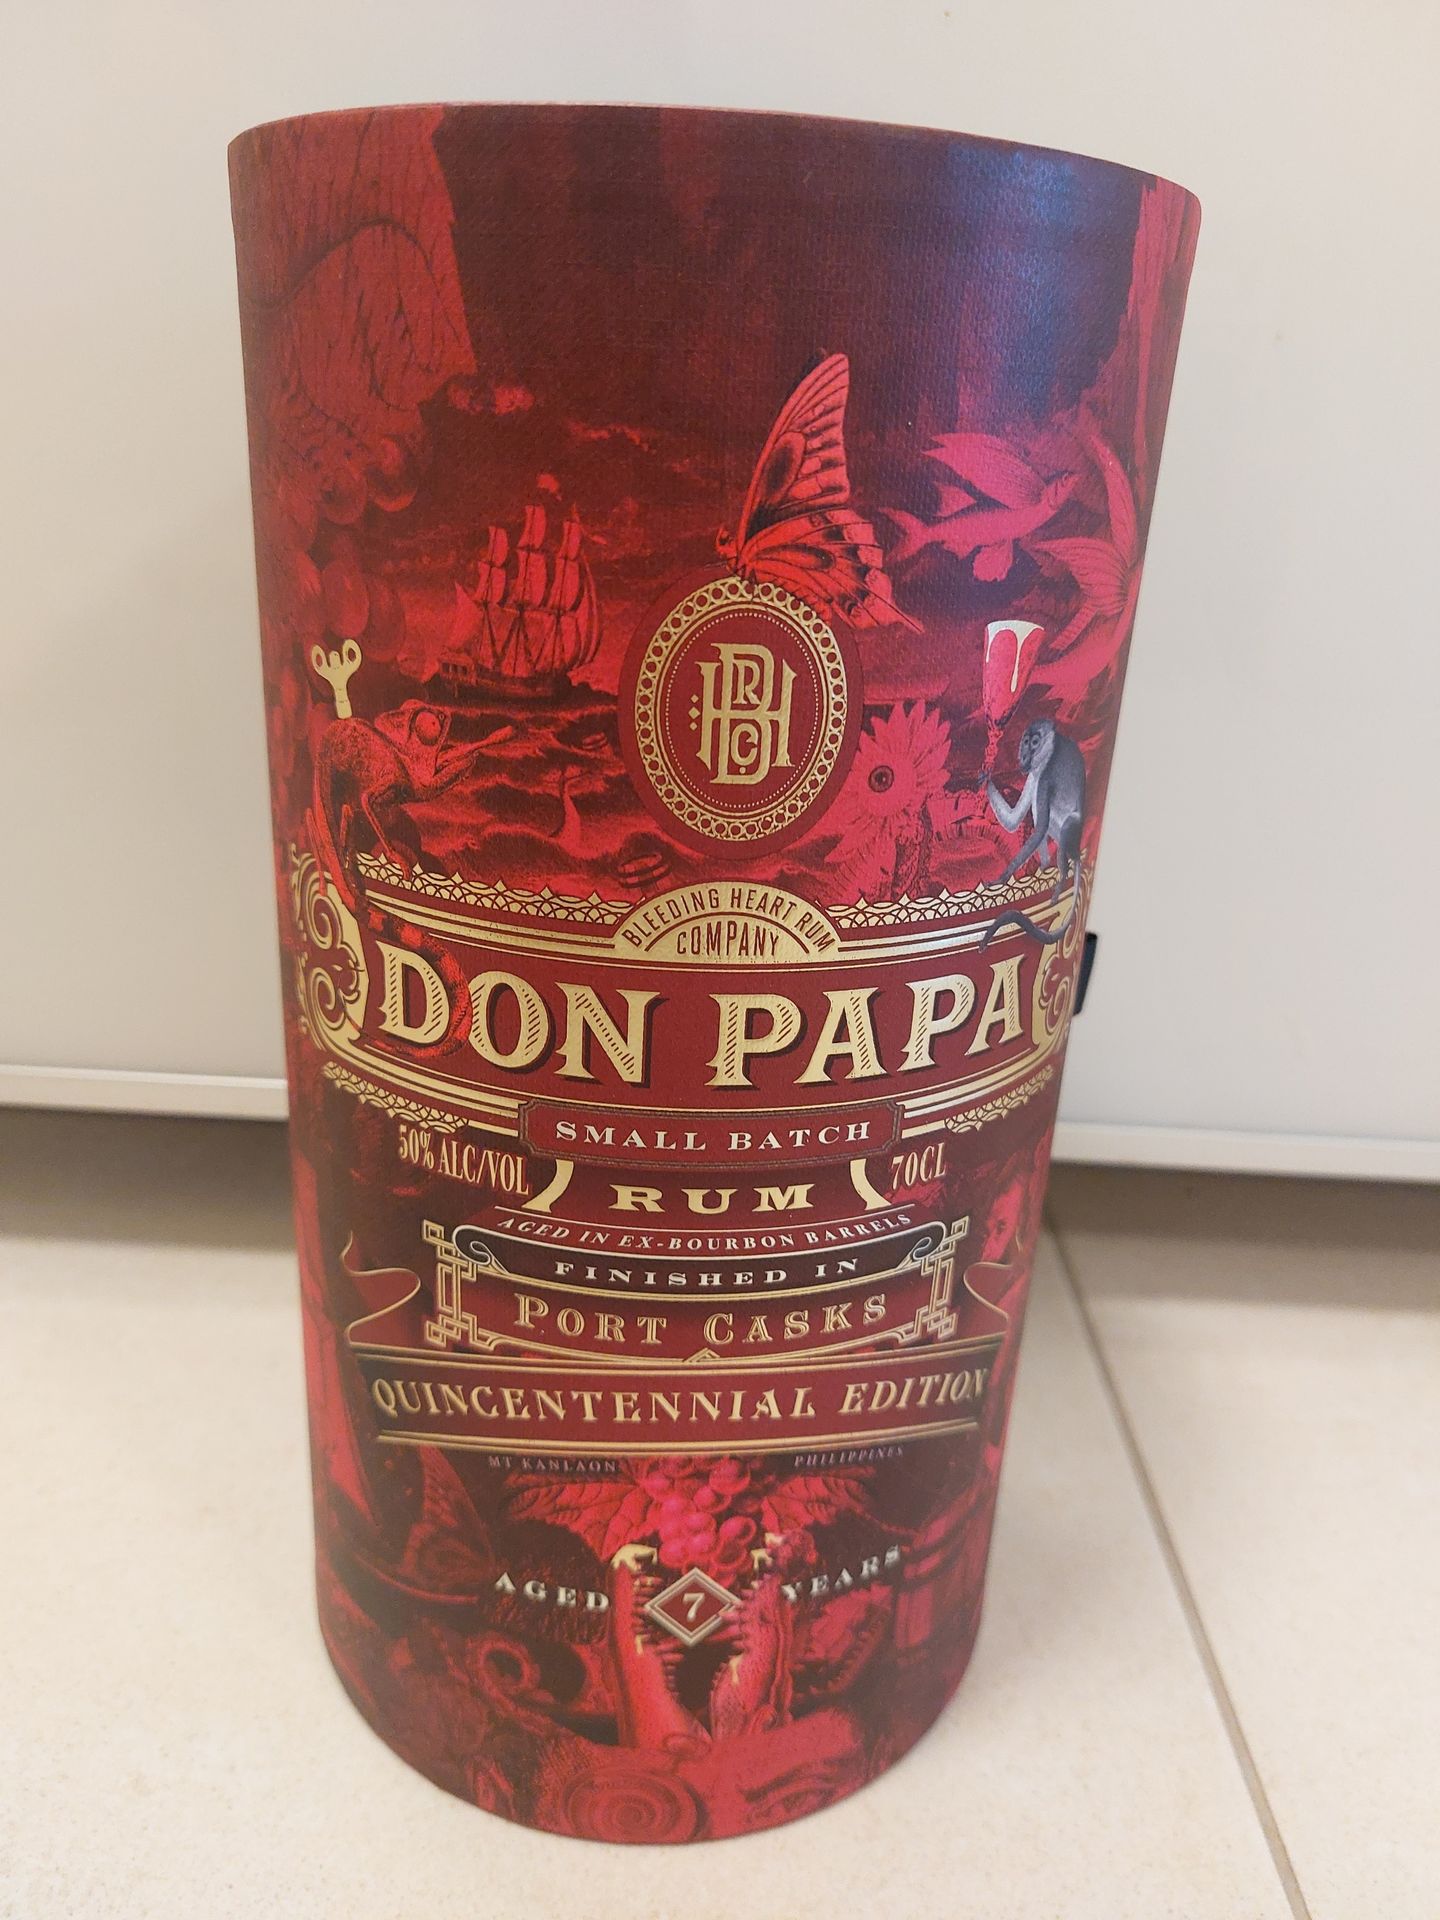 BHRC
BLEEDING HEART RUM
COMPANY
DON PAPA
SMALL BATCH
50% ALC/VOL
70CL
RUM
AGED IN EX-BOURBON BARRELS
FINISHED IN
PORT CASKS
QUINCENTENNIAL EDITION
MT KANLAON PHILIPPINES
AGED 7 YEARS